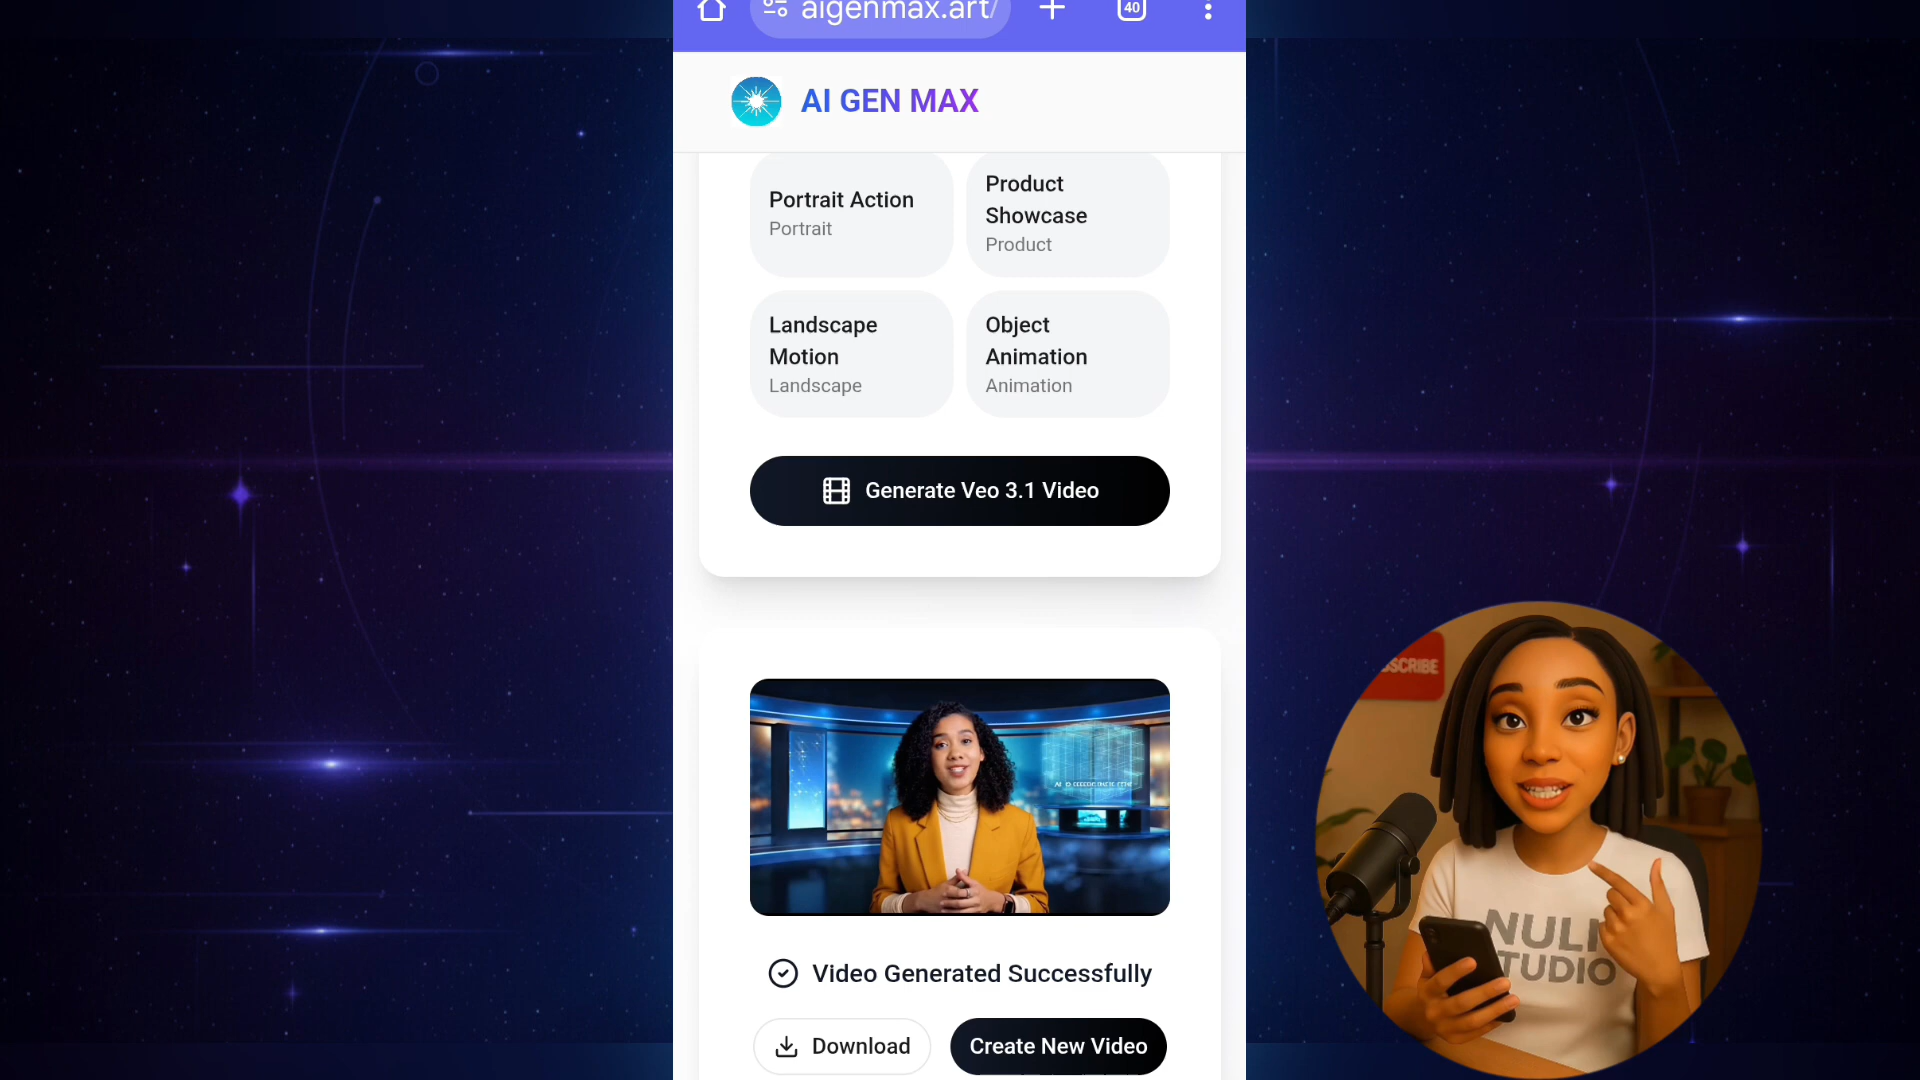 aigenmax.art/
40
AI GEN MAX
Portrait Action
Portrait
Product
Showcase
Product
Landscape
Motion
Landscape
Object
Animation
Animation
Generate Veo 3.1 Video
Video Generated Successfully
Download
Create New Video
SCRIBE
NULI
TUDIO